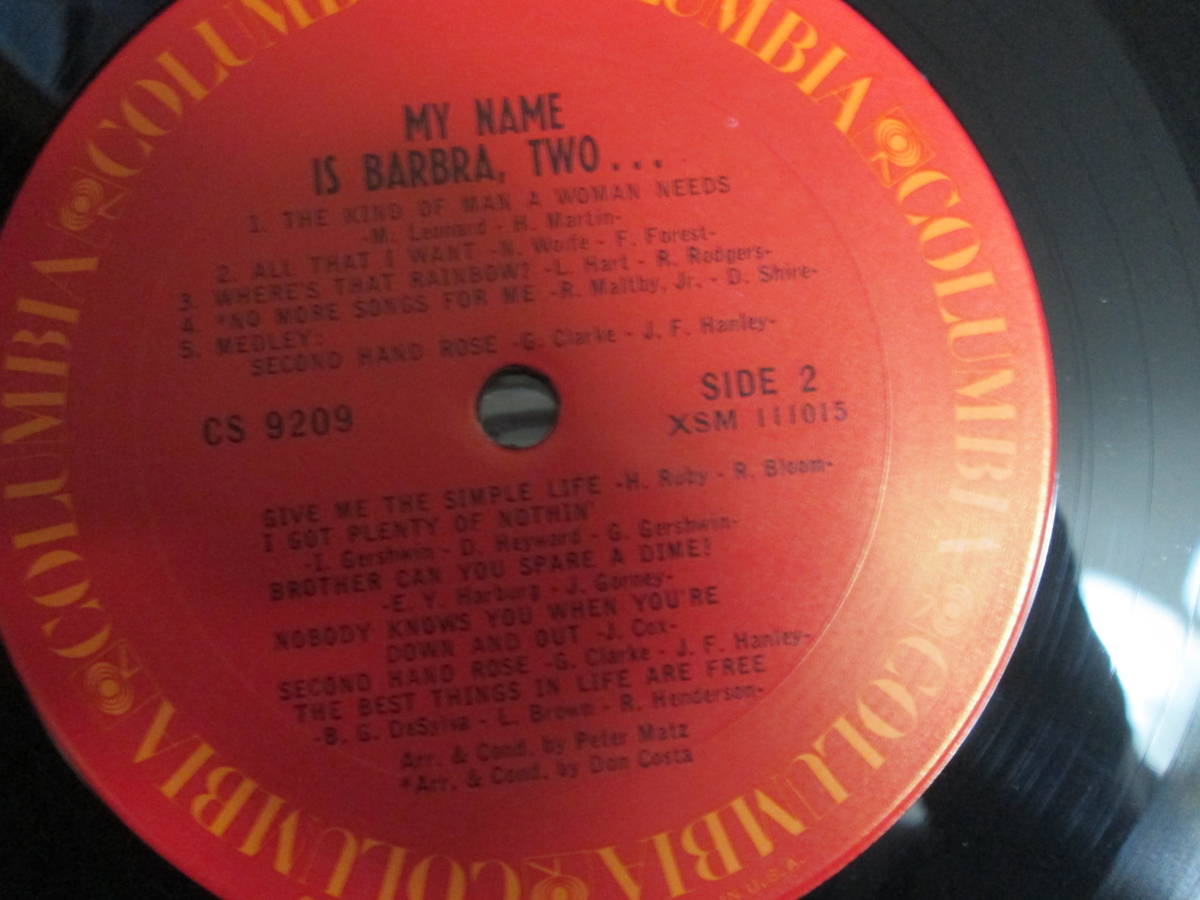 MY NAME
IS BARBRA, TWO...
1. THE KIND OF MAN A WOMAN NEEDS
-M. Leonard - H. Martin-
2. ALL THAT I WANT -N. Wolfe - F. Forest-
3. WHERE'S THAT RAINBOW? -L. Hart - R. Rodgers-
4. *NO MORE SONGS FOR ME -R. Maltby, Jr. - D. Shire-
5. MEDLEY:
SECOND HAND ROSE -G. Clarke - J. F. Hanley-
SIDE 2
CS 9209
XSM 111015
GIVE ME THE SIMPLE LIFE -H. Ruby - R. Bloom-
I GOT PLENTY OF NOTHIN'
-I. Gershwin - D. Heyward - G. Gershwin-
BROTHER CAN YOU SPARE A DIME?
-E. Y. Harburg - J. Gorney-
NOBODY KNOWS YOU WHEN YOU'RE
DOWN AND OUT -J. Cox-
SECOND HAND ROSE -G. Clarke - J. F. Hanley-
THE BEST THINGS IN LIFE ARE FREE
-B. G. DeSylva - L. Brown - R. Henderson-
Arr. & Cond. by Peter Matz
*Arr. & Cond. by Don Costa
COLUMBIA
COLUMBIA
COLUMBIA
COLUMBIA
COLUMBIA
COLUMBIA
IN U.S.A.